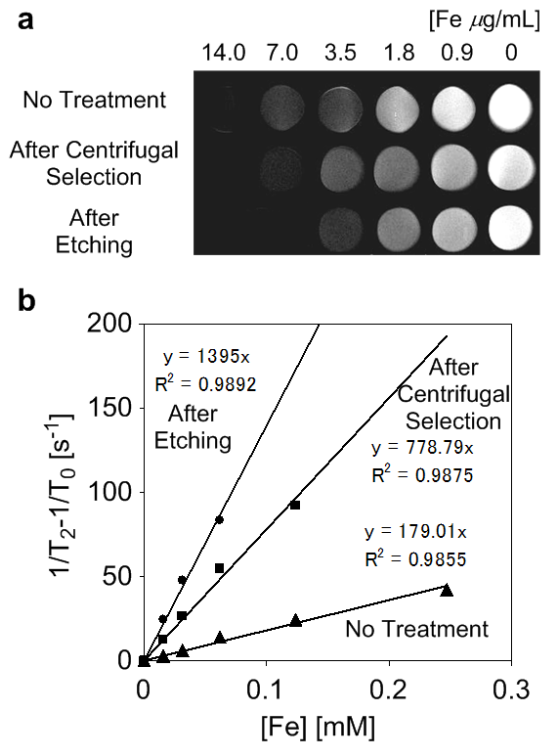 a
[Fe μg/mL]
14.0 7.0 3.5 1.8 0.9 0
No Treatment
After Centrifugal
Selection
After
Etching
b
1/T2-1/T0 [s-1]
200
150
100
50
0
y = 1395x
R2 = 0.9892
After
Etching
After
Centrifugal
Selection
y = 778.79x
R2 = 0.9875
y = 179.01x
R2 = 0.9855
No Treatment
0 0.1 0.2 0.3
[Fe] [mM]